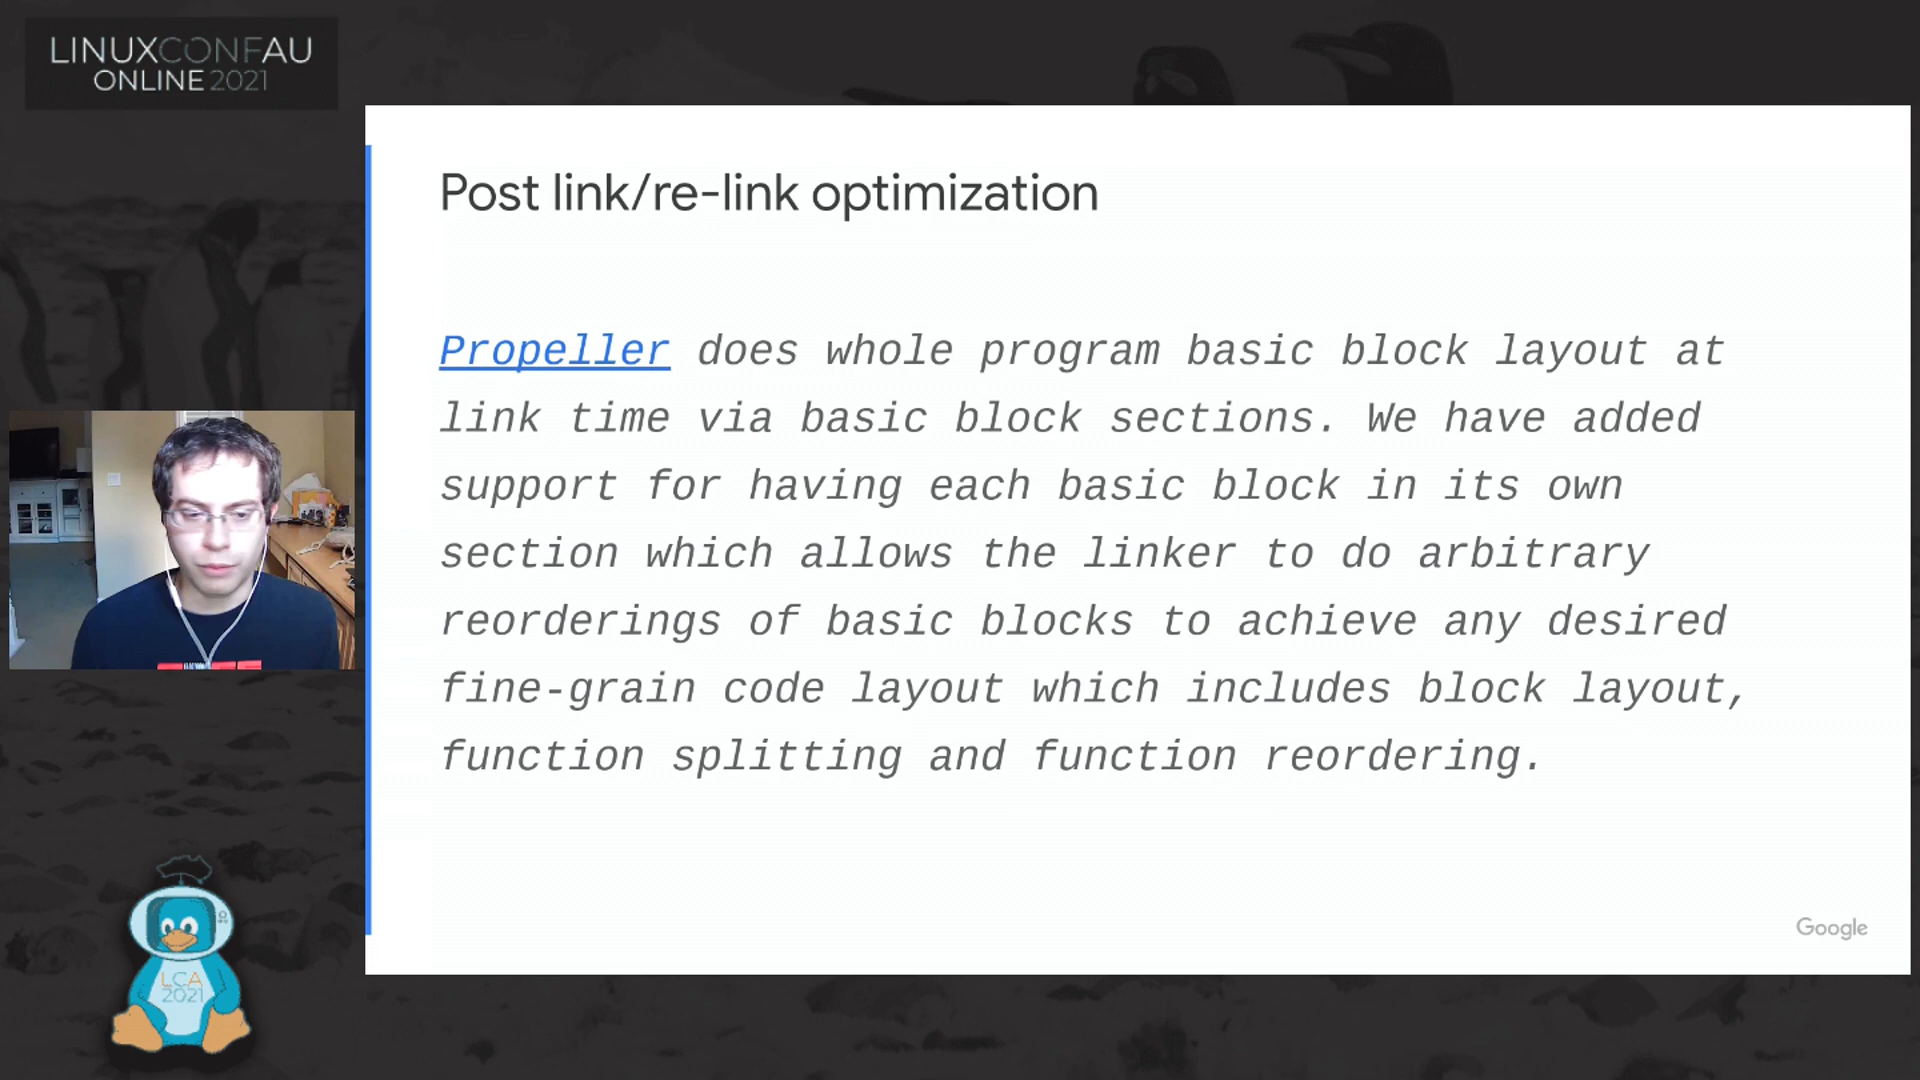 LINUXCONFAU
ONLINE 2021
Post link/re-link optimization
Propeller does whole program basic block layout at
link time via basic block sections. We have added
support for having each basic block in its own
section which allows the linker to do arbitrary
reorderings of basic blocks to achieve any desired
fine-grain code layout which includes block layout,
function splitting and function reordering.
Google
LCA
2021